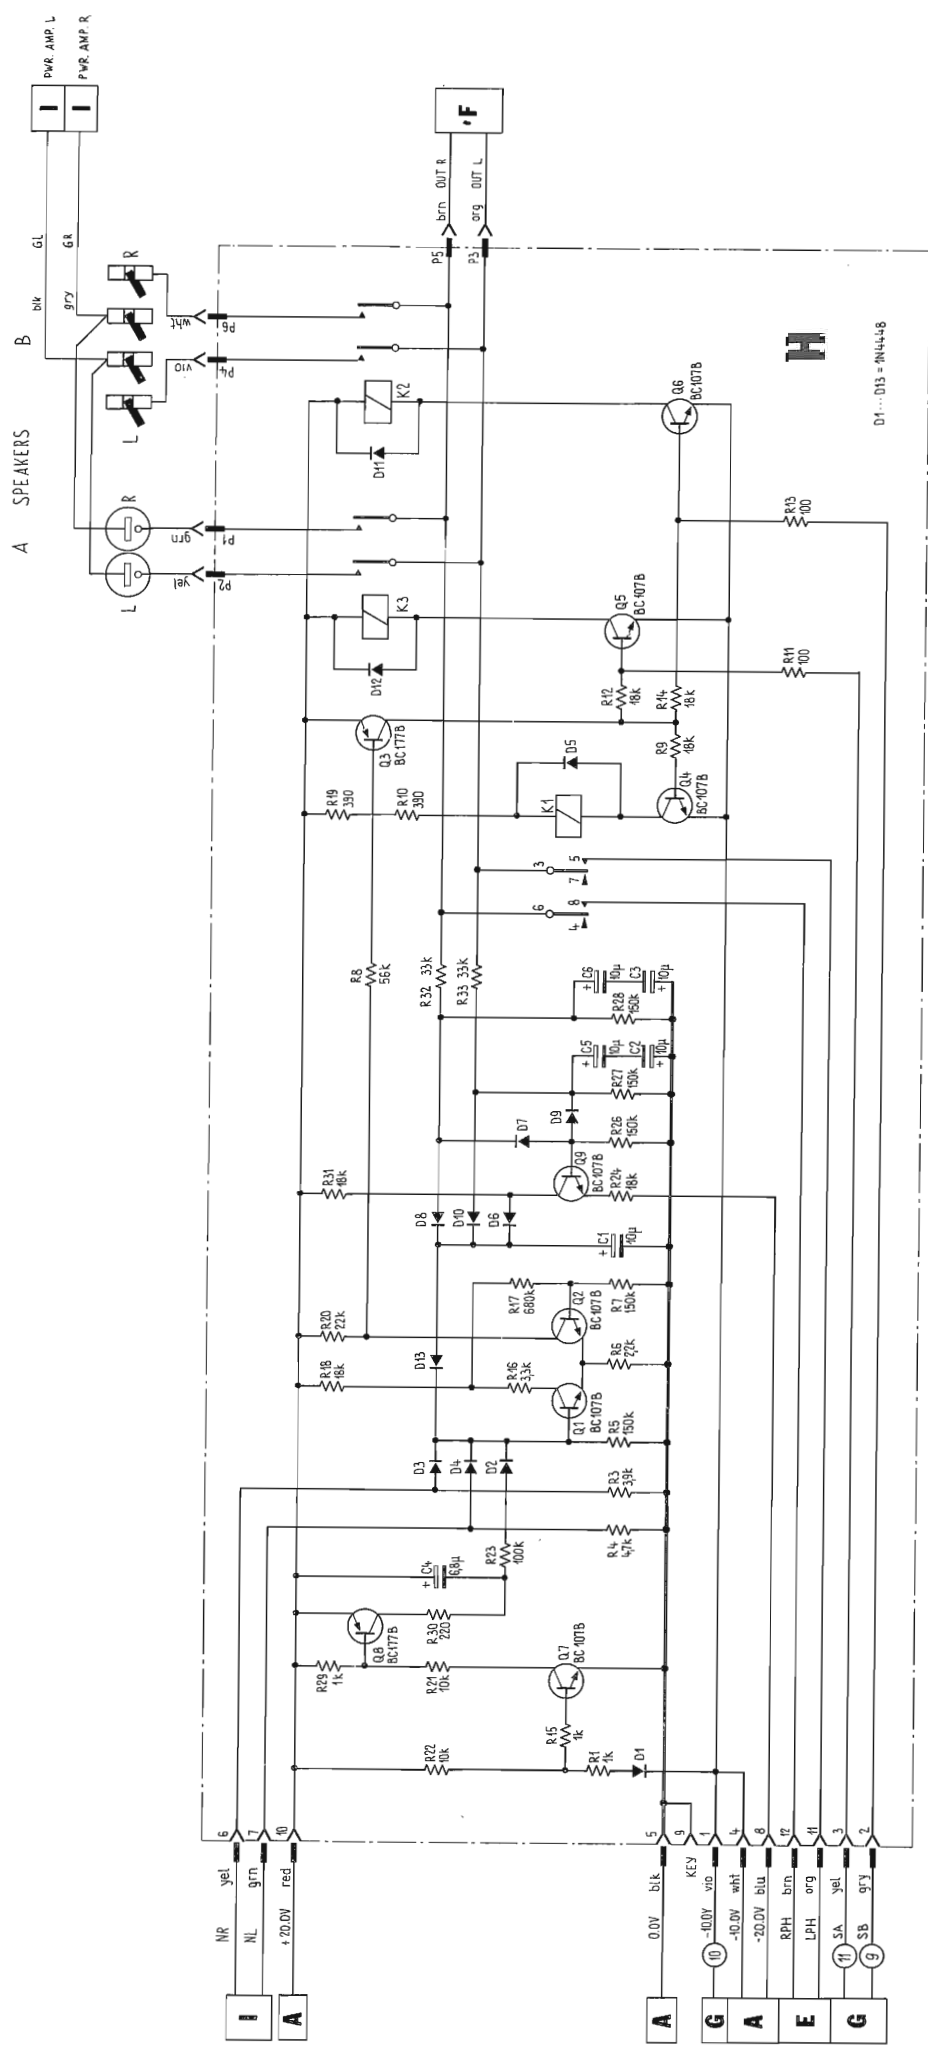 PWR. AMP. L
PWR. AMP. R
I
I
blk
GL
gry
GR
A SPEAKERS B
L
R
L
R
yel
grn
vio
wht
P2
P1
P4
P6
F
brn
OUT R
org
OUT L
P5
P3
H
D1...D13 = 1N4448
K2
D11
Q6
BC107B
R13
100
K3
D12
Q5
BC107B
R12
18k
R14
18k
R11
100
Q3
BC177B
R9
18k
R19
390
R10
390
K1
D5
Q4
BC107B
3
5
7
6
8
4
R8
56k
R32
33k
R33
33k
C6
10µ
C3
10µ
R28
150k
C5
10µ
C2
10µ
R27
150k
D7
D9
R26
150k
R31
18k
Q9
BC107B
R24
18k
D8
D10
D6
C1
10µ
R20
22k
R17
680k
Q2
BC107B
R7
150k
R18
18k
D13
R16
3,3k
R6
2,2k
Q1
BC107B
R5
150k
D3
D4
D2
R3
3,9k
R4
4,7k
R23
100k
C4
6,8µ
Q8
BC177B
R30
220
R29
1k
R21
10k
Q7
BC107B
R15
1k
R22
10k
R1
1k
D1
6
7
10
5
9
1
4
8
12
11
3
2
KEY
NR
yel
NL
grn
+20.0V
red
0.0V
blk
-10.0V
vio
-10.0V
wht
-20.0V
blu
RPH
brn
LPH
org
SA
yel
SB
gry
10
11
9
I
A
A
G
A
E
G